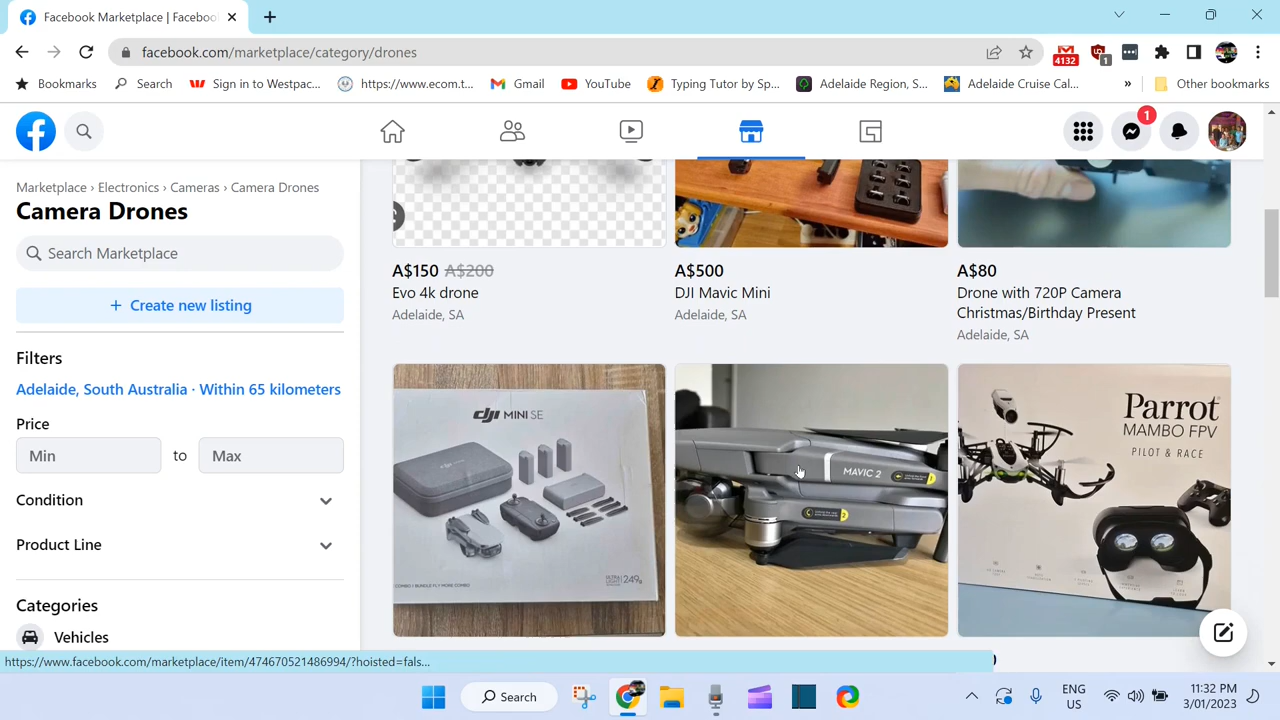 Facebook Marketplace | Faceboo
facebook.com/marketplace/category/drones
4132
1
Bookmarks
Search
Sign in to Westpac...
https://www.ecom.t...
Gmail
YouTube
Typing Tutor by Sp...
Adelaide Region, S...
Adelaide Cruise Cal...
»
Other bookmarks
1
Marketplace › Electronics › Cameras › Camera Drones
Camera Drones
Search Marketplace
+ Create new listing
Filters
Adelaide, South Australia · Within 65 kilometers
Price
Min
to
Max
Condition
Product Line
Categories
Vehicles
A$150 A$200
Evo 4k drone
Adelaide, SA
A$500
DJI Mavic Mini
Adelaide, SA
A$80
Drone with 720P Camera
Christmas/Birthday Present
Adelaide, SA
dji MINI SE
249g
MAVIC 2
Parrot
MAMBO FPV
PILOT & RACE
https://www.facebook.com/marketplace/item/474670521486994/?hoisted=fals...
Search
ENG
US
11:32 PM
3/01/2023